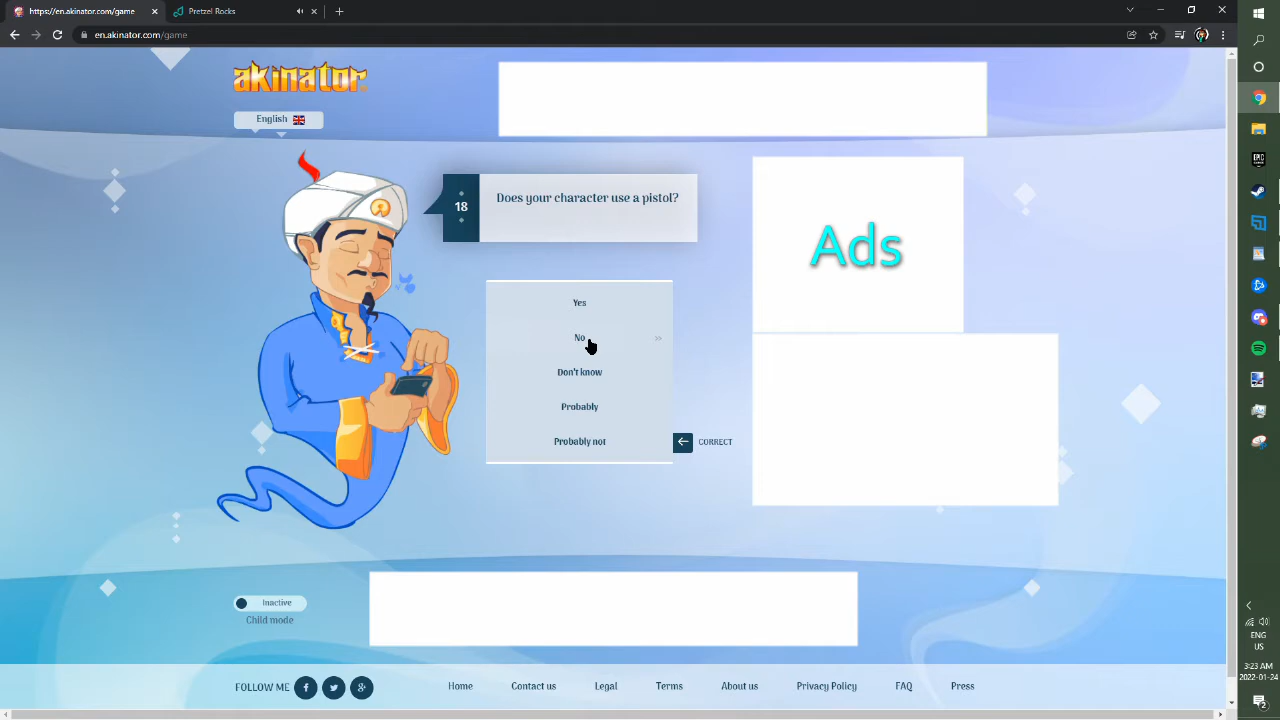 https://en.akinator.com/game
Pretzel Rocks
en.akinator.com/game
akinator
English
18
Does your character use a pistol?
Yes
No
Don't know
Probably
Probably not
CORRECT
Ads
Inactive
Child mode
FOLLOW ME
Home
Contact us
Legal
Terms
About us
Privacy Policy
FAQ
Press
ENG
US
3:23 AM
2022-01-24